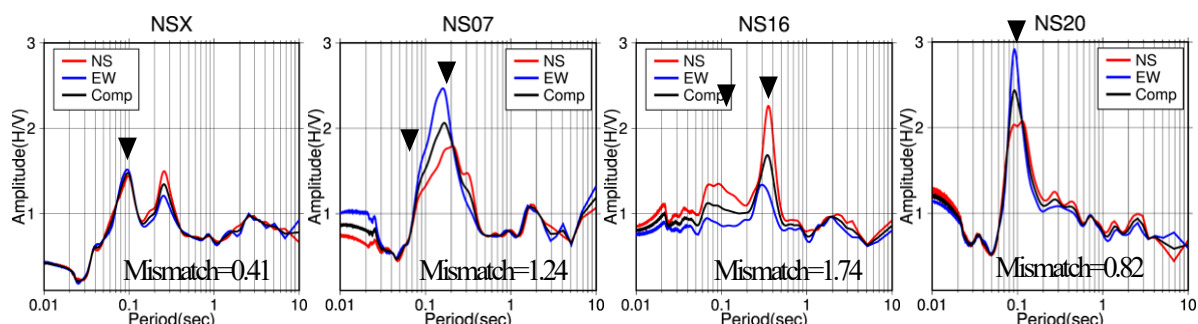 NSX
NS07
NS16
NS20
Amplitude(H/V)
3
2
1
NS
EW
Comp
Mismatch=0.41
0.01
0.1
1
10
Period(sec)
Amplitude(H/V)
3
2
1
NS
EW
Comp
Mismatch=1.24
0.01
0.1
1
10
Period(sec)
Amplitude(H/V)
3
2
1
NS
EW
Comp
Mismatch=1.74
0.01
0.1
1
10
Period(sec)
Amplitude(H/V)
3
2
1
NS
EW
Comp
Mismatch=0.82
0.01
0.1
1
10
Period(sec)